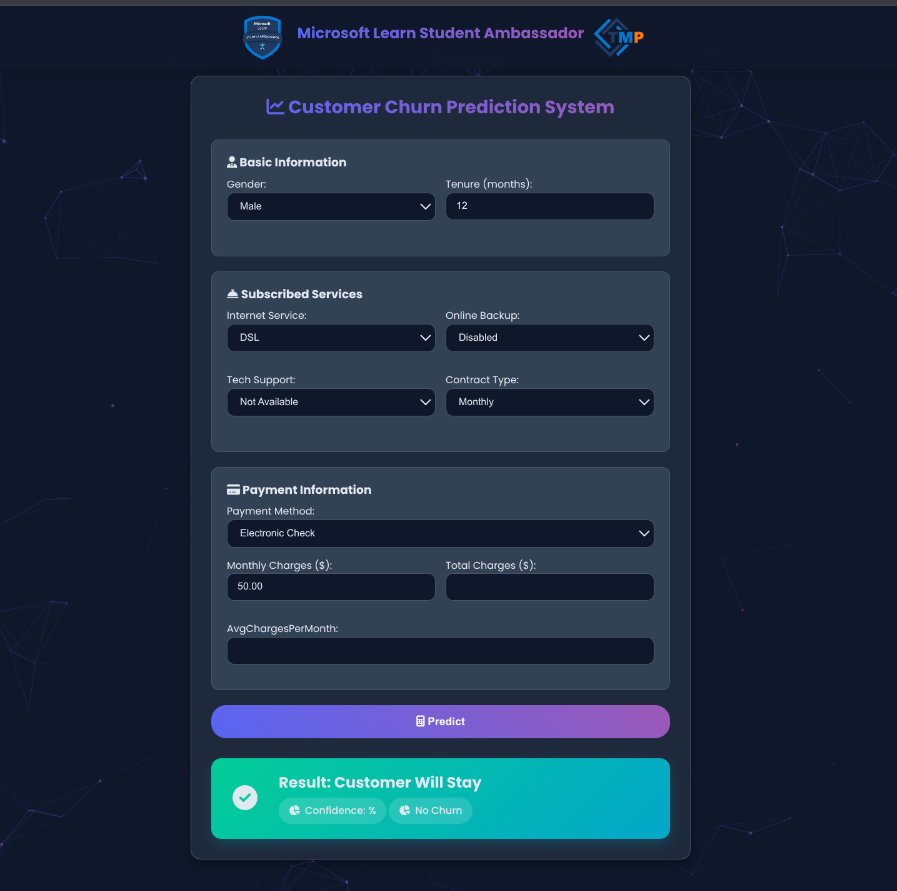 Microsoft
LEARN
Microsoft Learn Student Ambassador
TMP
Customer Churn Prediction System
Basic Information
Gender: Tenure (months):
Male 12
Subscribed Services
Internet Service: Online Backup:
DSL Disabled
Tech Support: Contract Type:
Not Available Monthly
Payment Information
Payment Method:
Electronic Check
Monthly Charges ($): Total Charges ($):
50.00
AvgChargesPerMonth:
Predict
Result: Customer Will Stay
Confidence: % No Churn